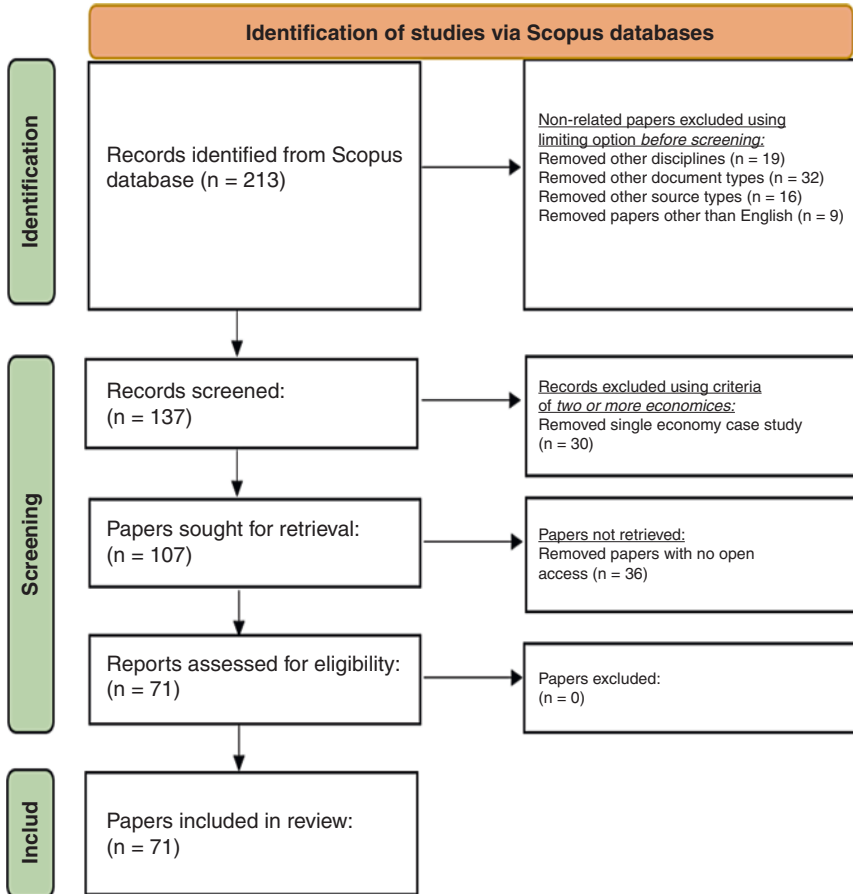 Identification of studies via Scopus databases
Identification
Records identified from Scopus
database (n = 213)
Non-related papers excluded using
limiting option before screening:
Removed other disciplines (n = 19)
Removed other document types (n = 32)
Removed other source types (n = 16)
Removed papers other than English (n = 9)
Screening
Records screened:
(n = 137)
Records excluded using criteria
of two or more economices:
Removed single economy case study
(n = 30)
Papers sought for retrieval:
(n = 107)
Papers not retrieved:
Removed papers with no open
access (n = 36)
Reports assessed for eligibility:
(n = 71)
Papers excluded:
(n = 0)
Includ
Papers included in review:
(n = 71)